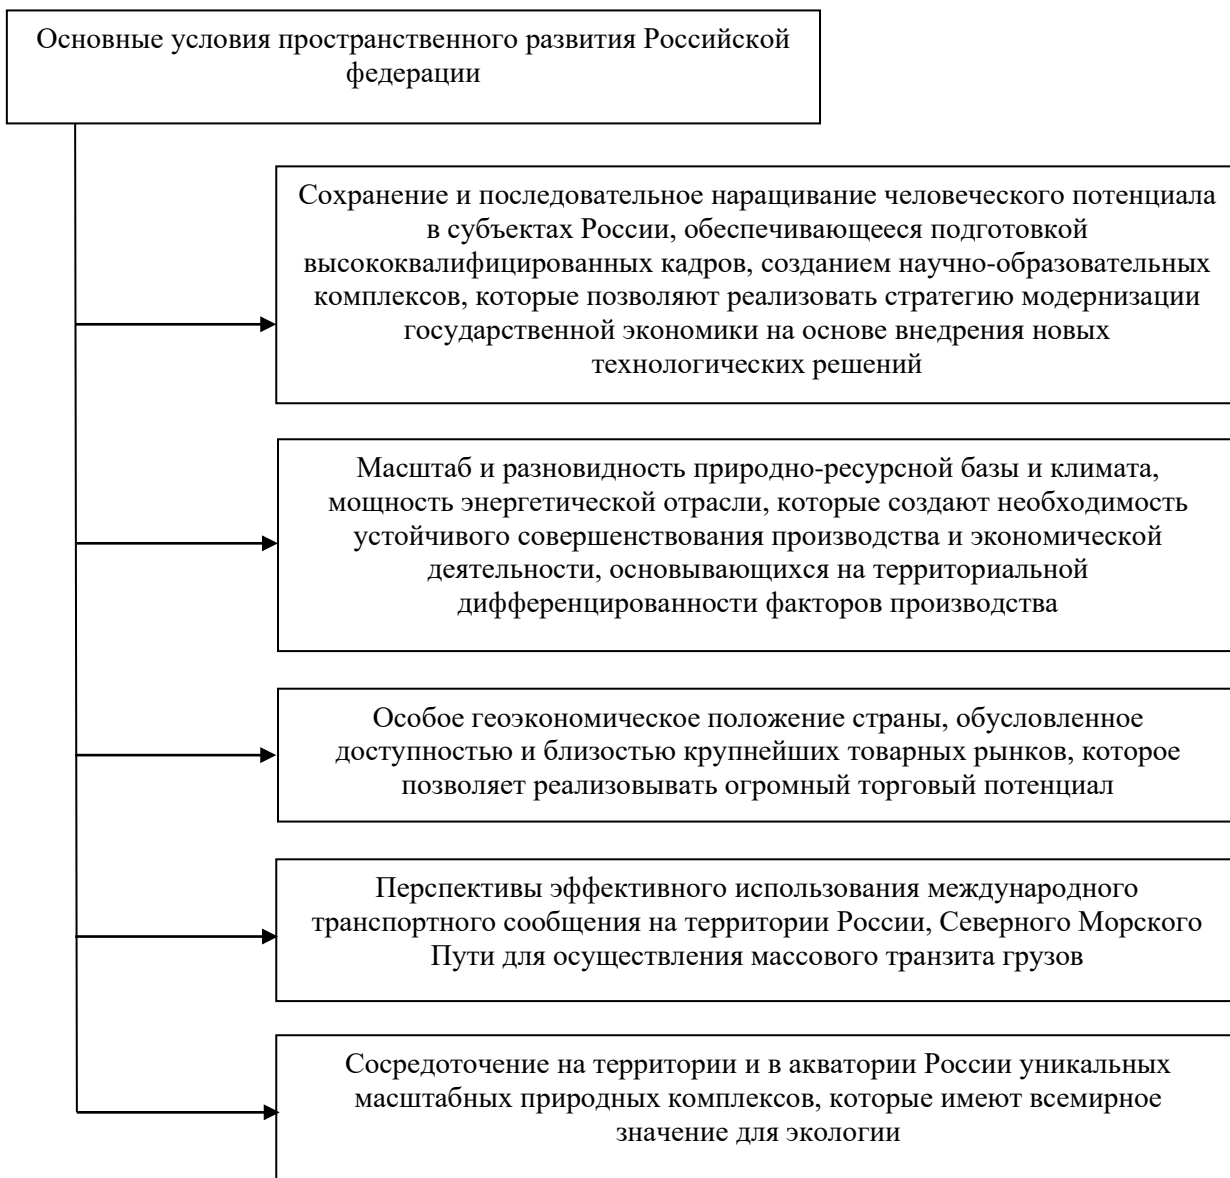 Основные условия пространственного развития Российской
федерации
Сохранение и последовательное наращивание человеческого потенциала
в субъектах России, обеспечивающееся подготовкой
высококвалифицированных кадров, созданием научно-образовательных
комплексов, которые позволяют реализовать стратегию модернизации
государственной экономики на основе внедрения новых
технологических решений
Масштаб и разновидность природно-ресурсной базы и климата,
мощность энергетической отрасли, которые создают необходимость
устойчивого совершенствования производства и экономической
деятельности, основывающихся на территориальной
дифференцированности факторов производства
Особое геоэкономическое положение страны, обусловленное
доступностью и близостью крупнейших товарных рынков, которое
позволяет реализовывать огромный торговый потенциал
Перспективы эффективного использования международного
транспортного сообщения на территории России, Северного Морского
Пути для осуществления массового транзита грузов
Сосредоточение на территории и в акватории России уникальных
масштабных природных комплексов, которые имеют всемирное
значение для экологии